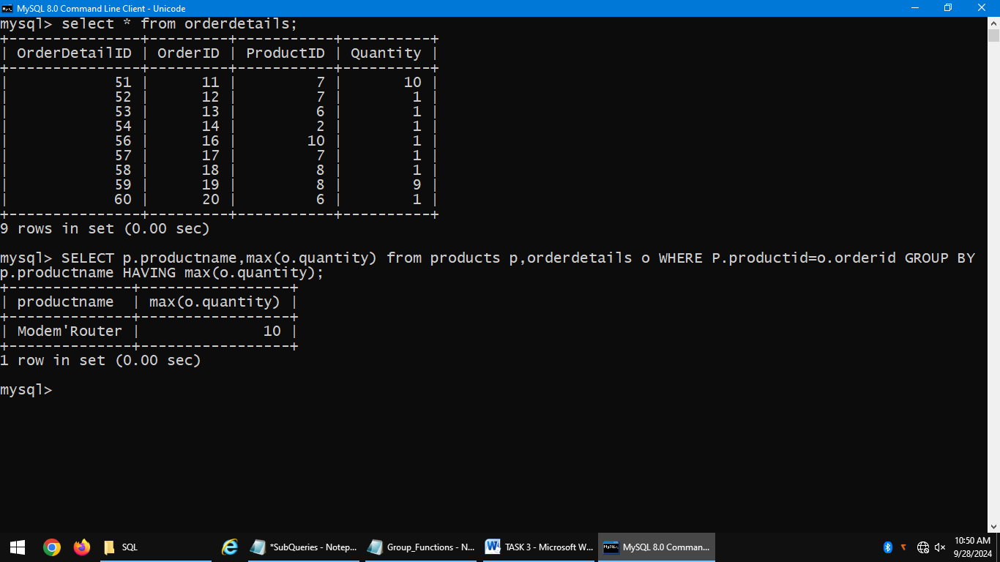 MySQL 8.0 Command Line Client - Unicode
mysql> select * from orderdetails;
+---------------+---------+-----------+----------+
| OrderDetailID | OrderID | ProductID | Quantity |
+---------------+---------+-----------+----------+
|            51 |      11 |         7 |       10 |
|            52 |      12 |         7 |        1 |
|            53 |      13 |         6 |        1 |
|            54 |      14 |         2 |        1 |
|            56 |      16 |        10 |        1 |
|            57 |      17 |         7 |        1 |
|            58 |      18 |         8 |        1 |
|            59 |      19 |         8 |        9 |
|            60 |      20 |         6 |        1 |
+---------------+---------+-----------+----------+
9 rows in set (0.00 sec)
mysql> SELECT p.productname,max(o.quantity) from products p,orderdetails o WHERE P.productid=o.orderid GROUP BY
p.productname HAVING max(o.quantity);
+--------------+-----------------+
| productname  | max(o.quantity) |
+--------------+-----------------+
| Modem'Router |              10 |
+--------------+-----------------+
1 row in set (0.00 sec)
mysql>
SQL *SubQueries - Notep... Group_Functions - N... TASK 3 - Microsoft W... MySQL 8.0 Comman... 10:50 AM
9/28/2024